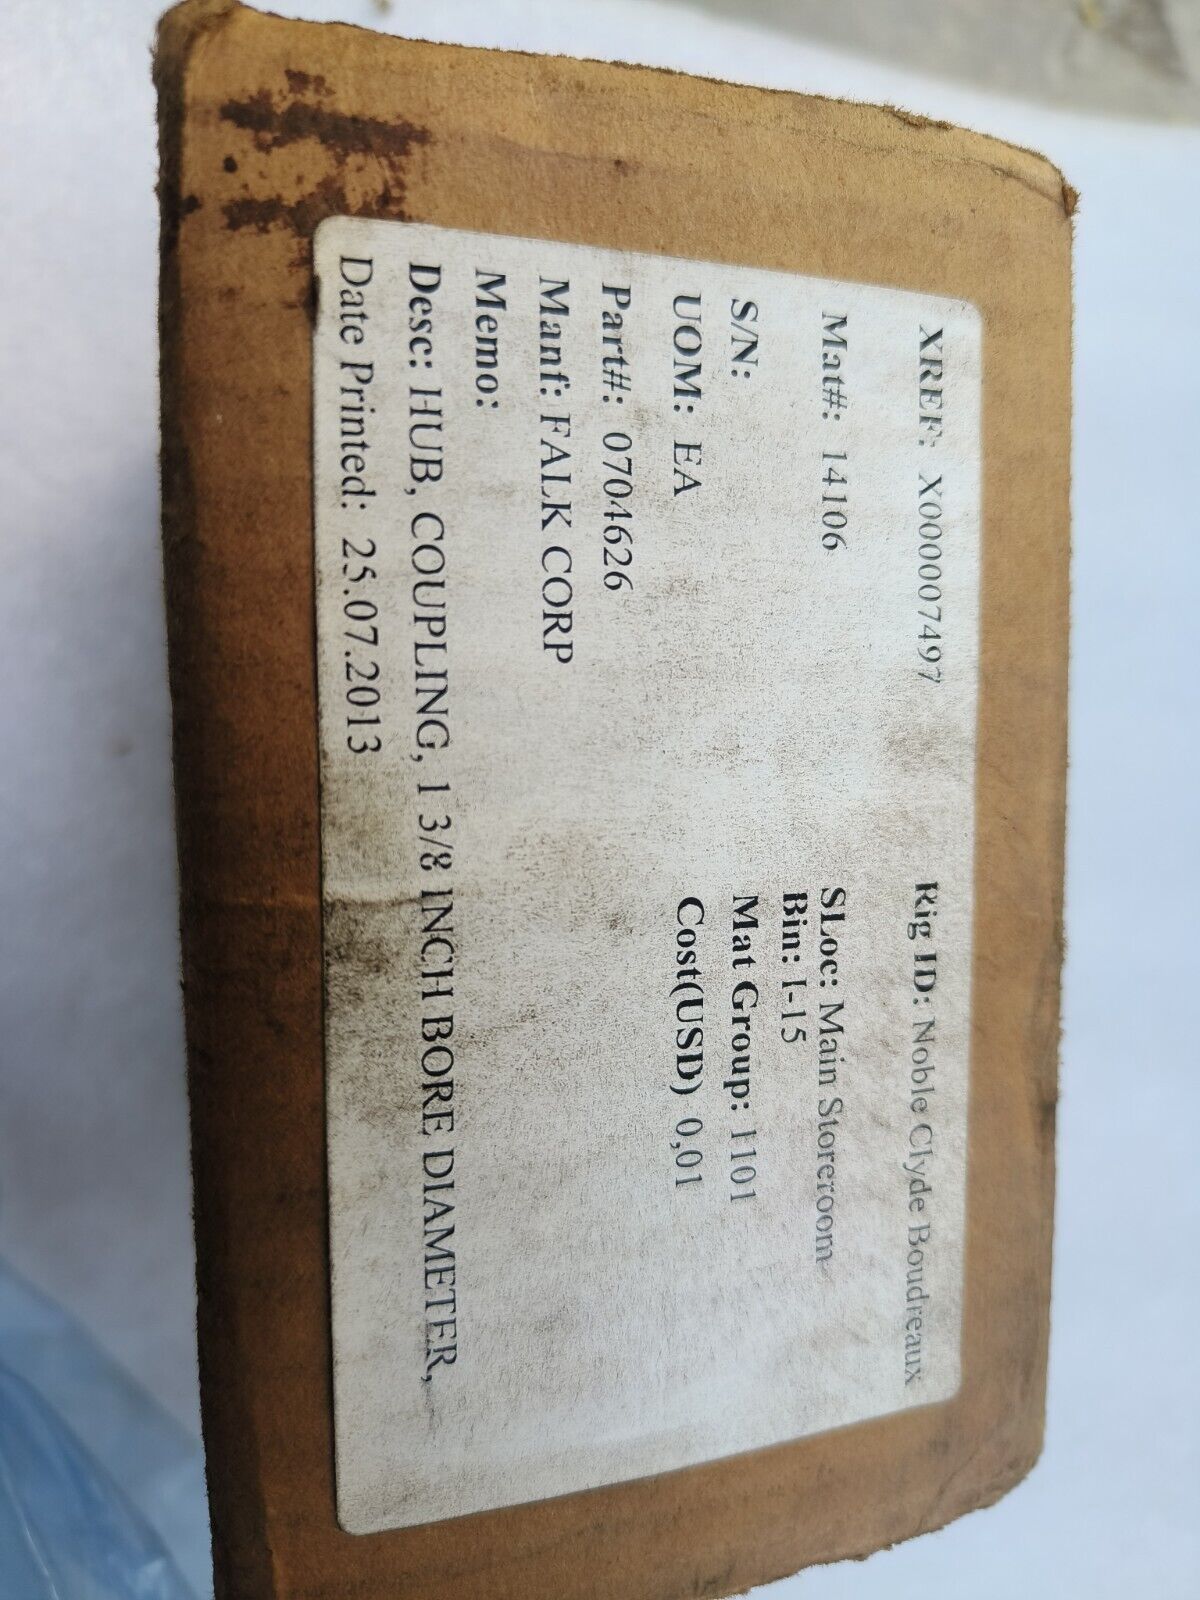 XREF: X000007497 Rig ID: Noble Clyde Boudreaux
Mat#: 14106 SLoc: Main Storeroom
Bin: I-15
S/N: Mat Group: 1101
UOM: EA Cost(USD) 0,01
Part#: 0704626
Manf: FALK CORP
Memo:
Desc: HUB, COUPLING, 1 3/8 INCH BORE DIAMETER,
Date Printed: 25.07.2013